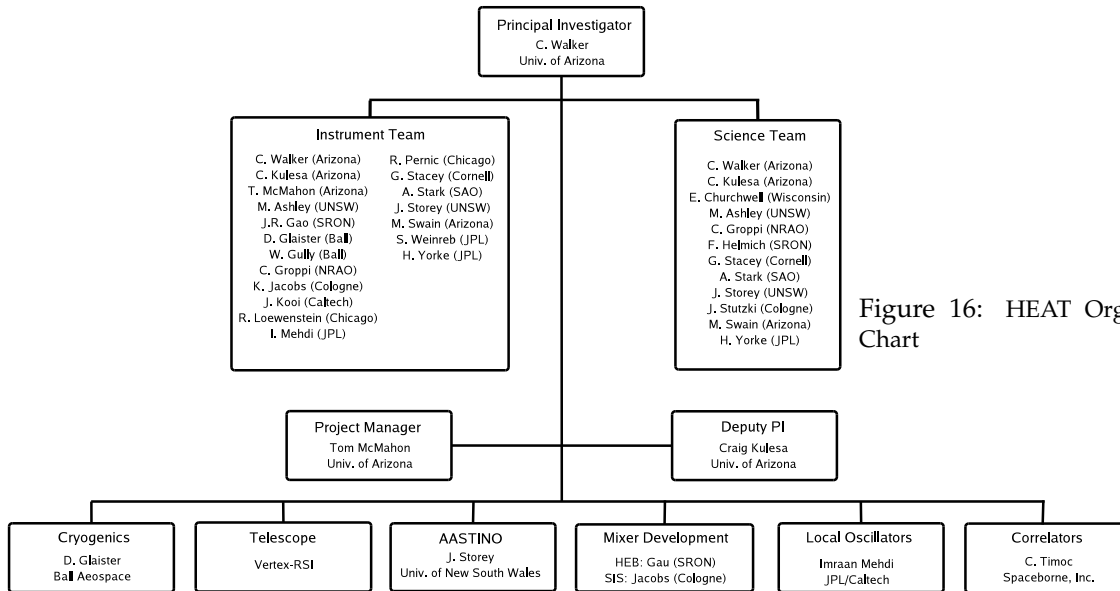 Principal Investigator
C. Walker
Univ. of Arizona
Instrument Team
C. Walker (Arizona)
C. Kulesa (Arizona)
T. McMahon (Arizona)
M. Ashley (UNSW)
J.R. Gao (SRON)
D. Glaister (Ball)
W. Gully (Ball)
C. Groppi (NRAO)
K. Jacobs (Cologne)
J. Kooi (Caltech)
R. Loewenstein (Chicago)
I. Mehdi (JPL)
R. Pernic (Chicago)
G. Stacey (Cornell)
A. Stark (SAO)
J. Storey (UNSW)
M. Swain (Arizona)
S. Weinreb (JPL)
H. Yorke (JPL)
Science Team
C. Walker (Arizona)
C. Kulesa (Arizona)
E. Churchwell (Wisconsin)
M. Ashley (UNSW)
C. Groppi (NRAO)
F. Helmich (SRON)
G. Stacey (Cornell)
A. Stark (SAO)
J. Storey (UNSW)
J. Stutzki (Cologne)
M. Swain (Arizona)
H. Yorke (JPL)
Figure 16: HEAT Org
Chart
Project Manager
Tom McMahon
Univ. of Arizona
Deputy PI
Craig Kulesa
Univ. of Arizona
Cryogenics
D. Glaister
Ball Aeospace
Telescope
Vertex-RSI
AASTINO
J. Storey
Univ. of New South Wales
Mixer Development
HEB: Gau (SRON)
SIS: Jacobs (Cologne)
Local Oscillators
Imraan Mehdi
JPL/Caltech
Correlators
C. Timoc
Spaceborne, Inc.